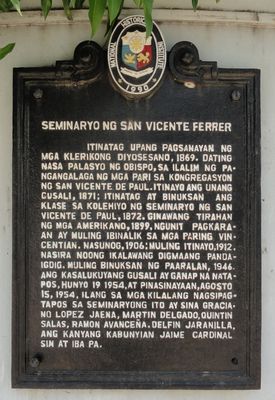 NATIONAL HISTORICAL INSTITUTE
1990
SEMINARYO NG SAN VICENTE FERRER
ITINATAG UPANG PAGSANAYAN NG
MGA KLERIKONG DIYOSESANO, 1869. DATING
NASA PALASYO NG OBISPO, SA ILALIM NG PA-
NGANGALAGA NG MGA PARI SA KONGREGASYON
NG SAN VICENTE DE PAUL. ITINAYO ANG UNANG
GUSALI, 1871; ITINATAG AT BINUKSAN ANG
KLASE SA KOLEHIYO NG SEMINARYO NG SAN
VICENTE DE PAUL, 1872. GINAWANG TIRAHAN
NG MGA AMERIKANO, 1899, NGUNIT PAGKARA-
AN AY MULING IBINALIK SA MGA PARING VIN-
CENTIAN. NASUNOG, 1906; MULING ITINAYO, 1912.
NASIRA NOONG IKALAWANG DIGMAANG PANDA-
IGDIG. MULING BINUKSAN NG PAARALAN, 1946.
ANG KASALUKUYANG GUSALI AY GANAP NA NATA-
POS, HUNYO 19 1954, AT PINASINAYAAN, AGOSTO
15, 1954, ILANG SA MGA KILALANG NAGSIPAG-
TAPOS SA SEMINARYONG ITO AY SINA GRACIA-
NO LOPEZ JAENA, MARTIN DELGADO, QUINTIN
SALAS, RAMON AVANCEÑA. DELFIN JARANILLA,
ANG KANYANG KABUNYIAN JAIME CARDINAL
SIN AT IBA PA.